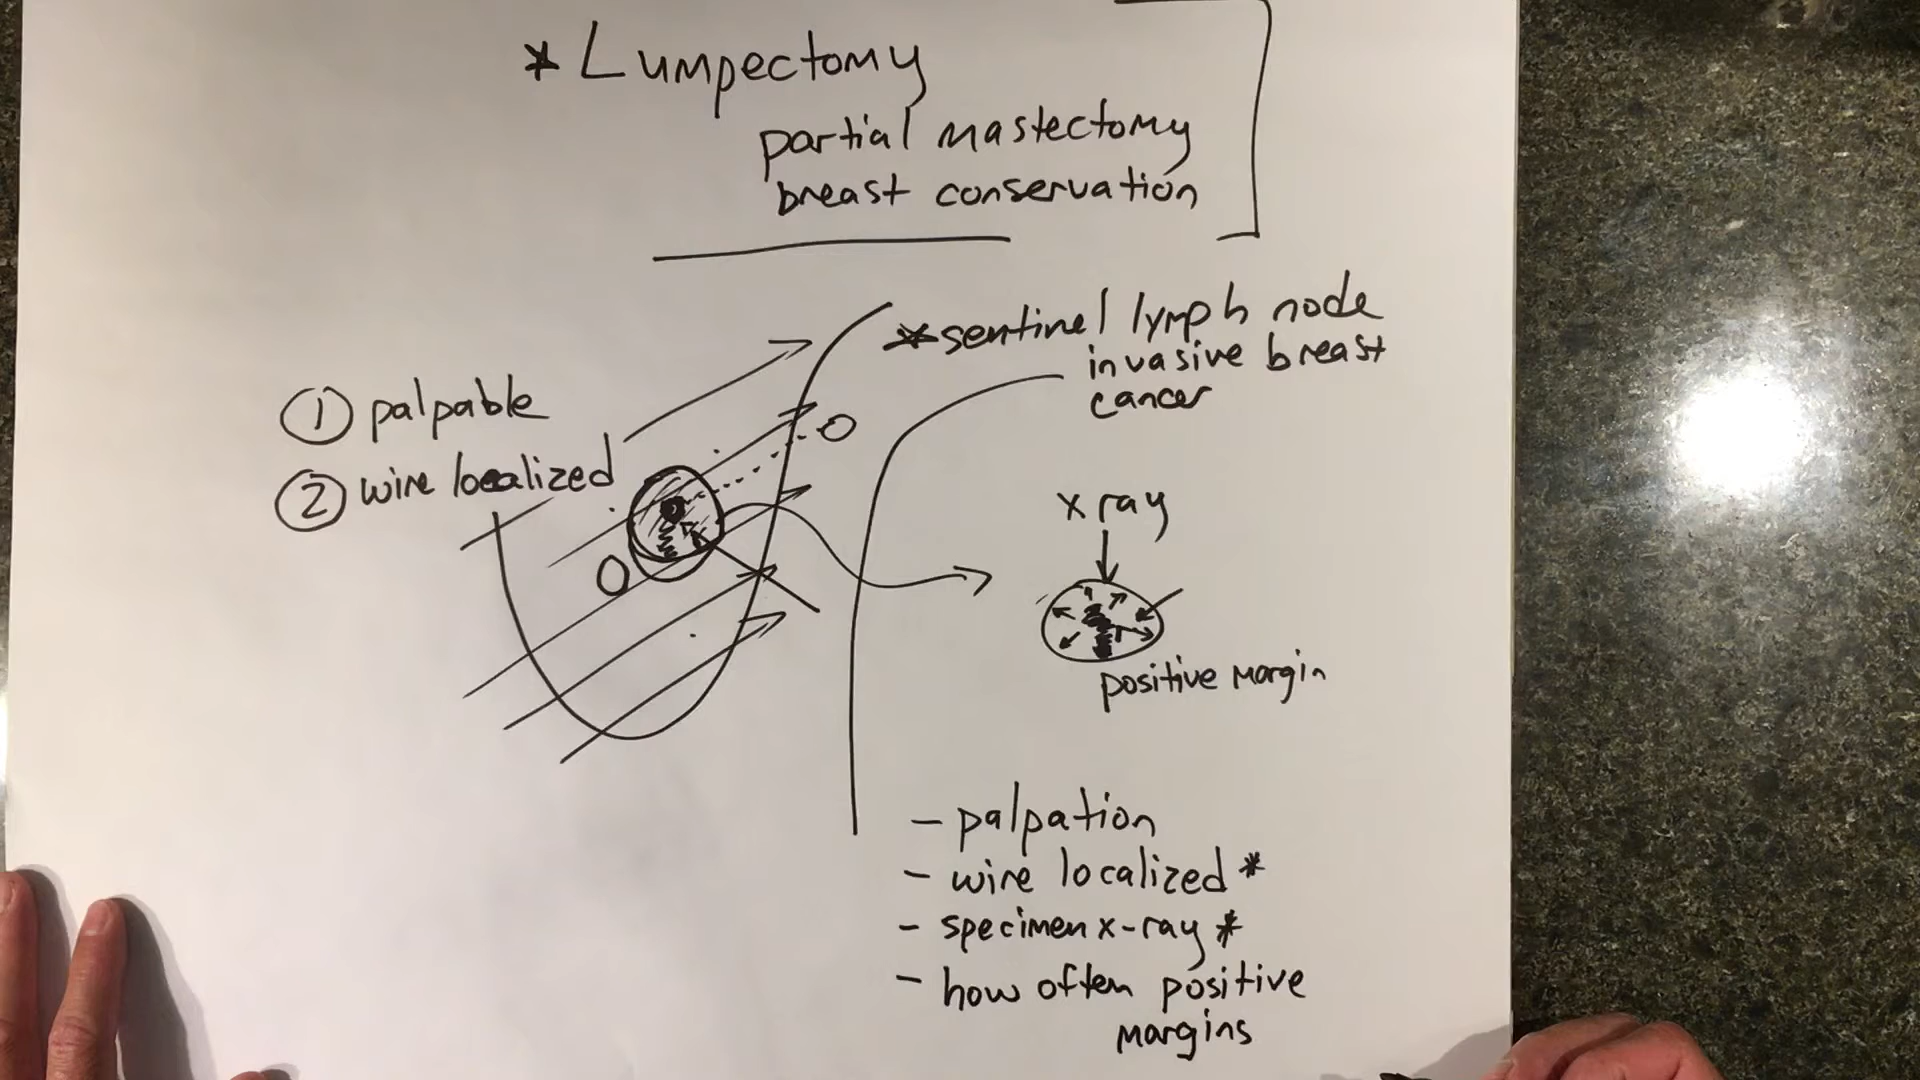 * Lumpectomy
partial mastectomy
breast conservation
* sentinel lymph node
invasive breast
cancer
① palpable
② wire localized
x ray
positive margin
- palpation
- wire localized *
- specimen x-ray *
- how often positive
margins